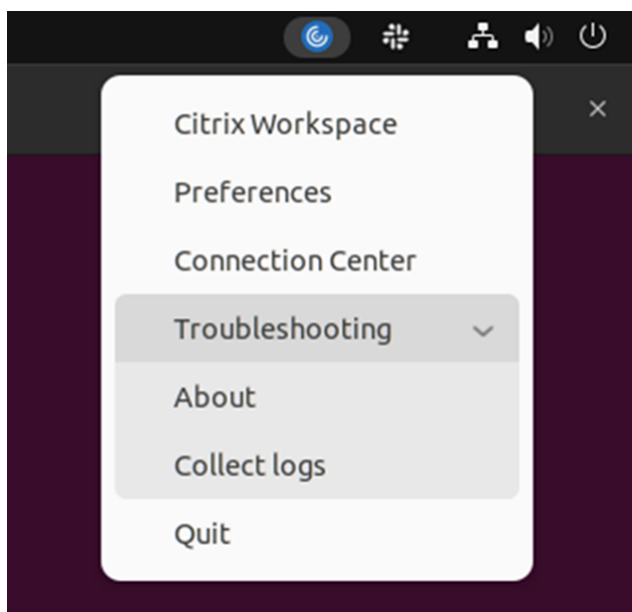 Citrix Workspace
Preferences
Connection Center
Troubleshooting
About
Collect logs
Quit